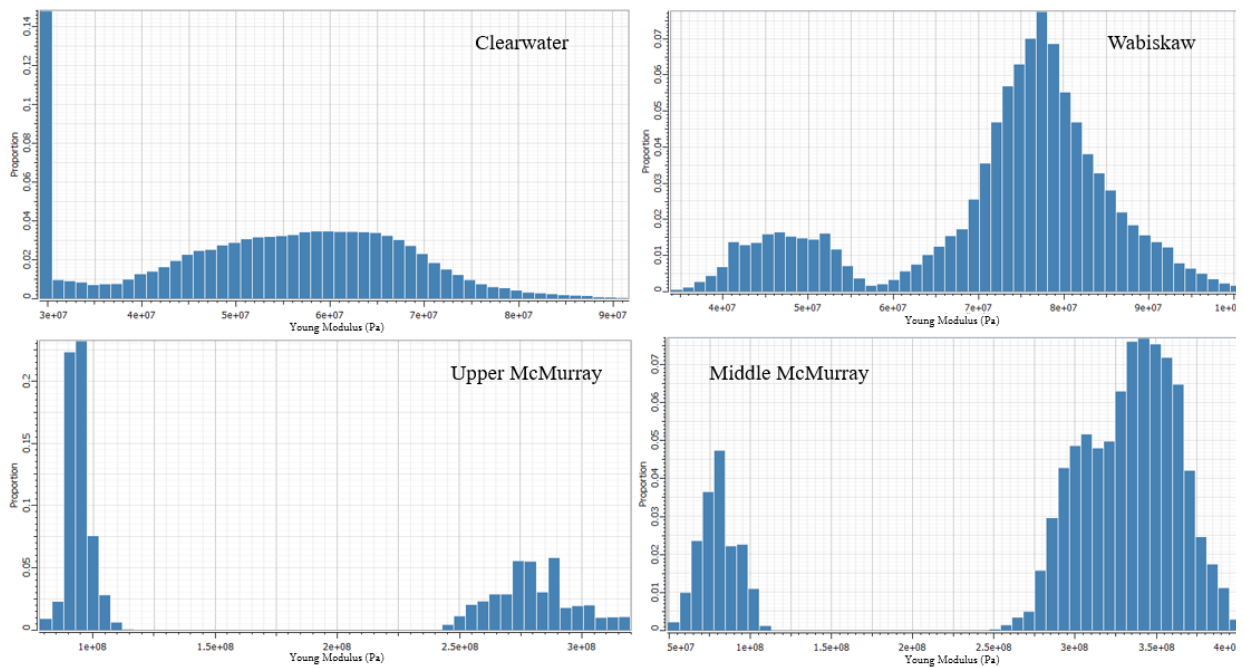 Clearwater
Proportion
0.14
0.12
0.1
0.08
0.06
0.04
0.02
0
3e+07 4e+07 5e+07 6e+07 7e+07 8e+07 9e+07
Young Modulus (Pa)
Wabiskaw
Proportion
0.07
0.06
0.05
0.04
0.03
0.02
0.01
0
4e+07 5e+07 6e+07 7e+07 8e+07 9e+07 1e+0
Young Modulus (Pa)
Upper McMurray
Proportion
0.2
0.15
0.1
0.05
0
1e+08 1.5e+08 2e+08 2.5e+08 3e+08
Young Modulus (Pa)
Middle McMurray
Proportion
0.07
0.06
0.05
0.04
0.03
0.02
0.01
0
5e+07 1e+08 1.5e+08 2e+08 2.5e+08 3e+08 3.5e+08 4e+08
Young Modulus (Pa)